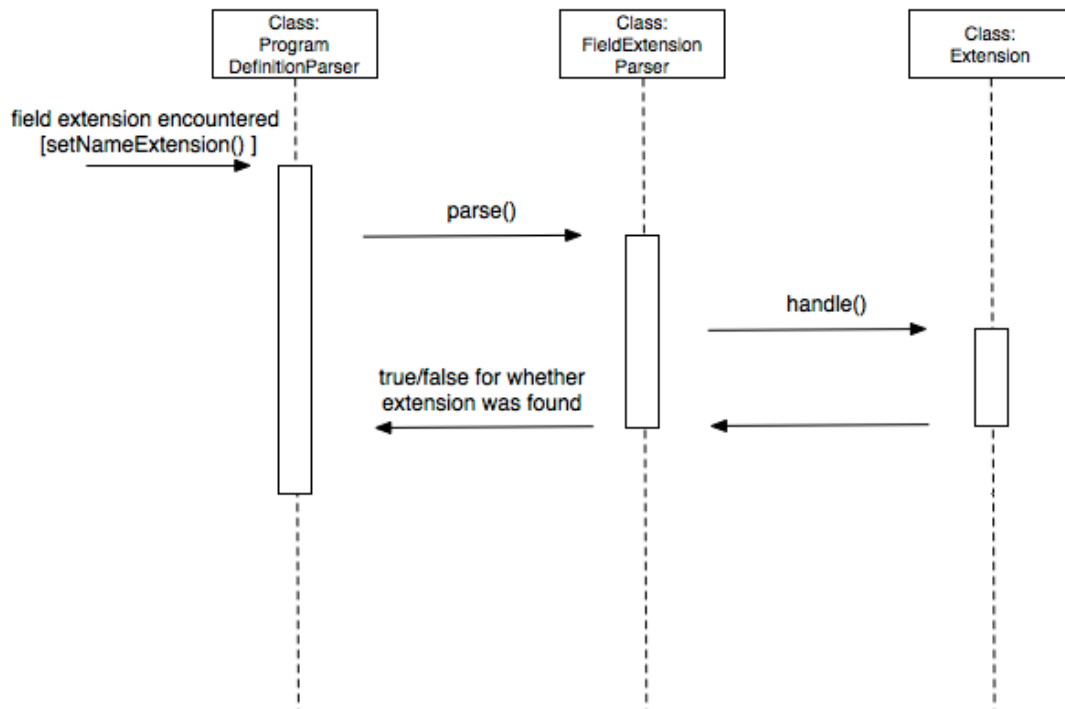 Class:
Program
DefinitionParser
Class:
FieldExtension
Parser
Class:
Extension
field extension encountered
[setNameExtension() ]
parse()
handle()
true/false for whether
extension was found